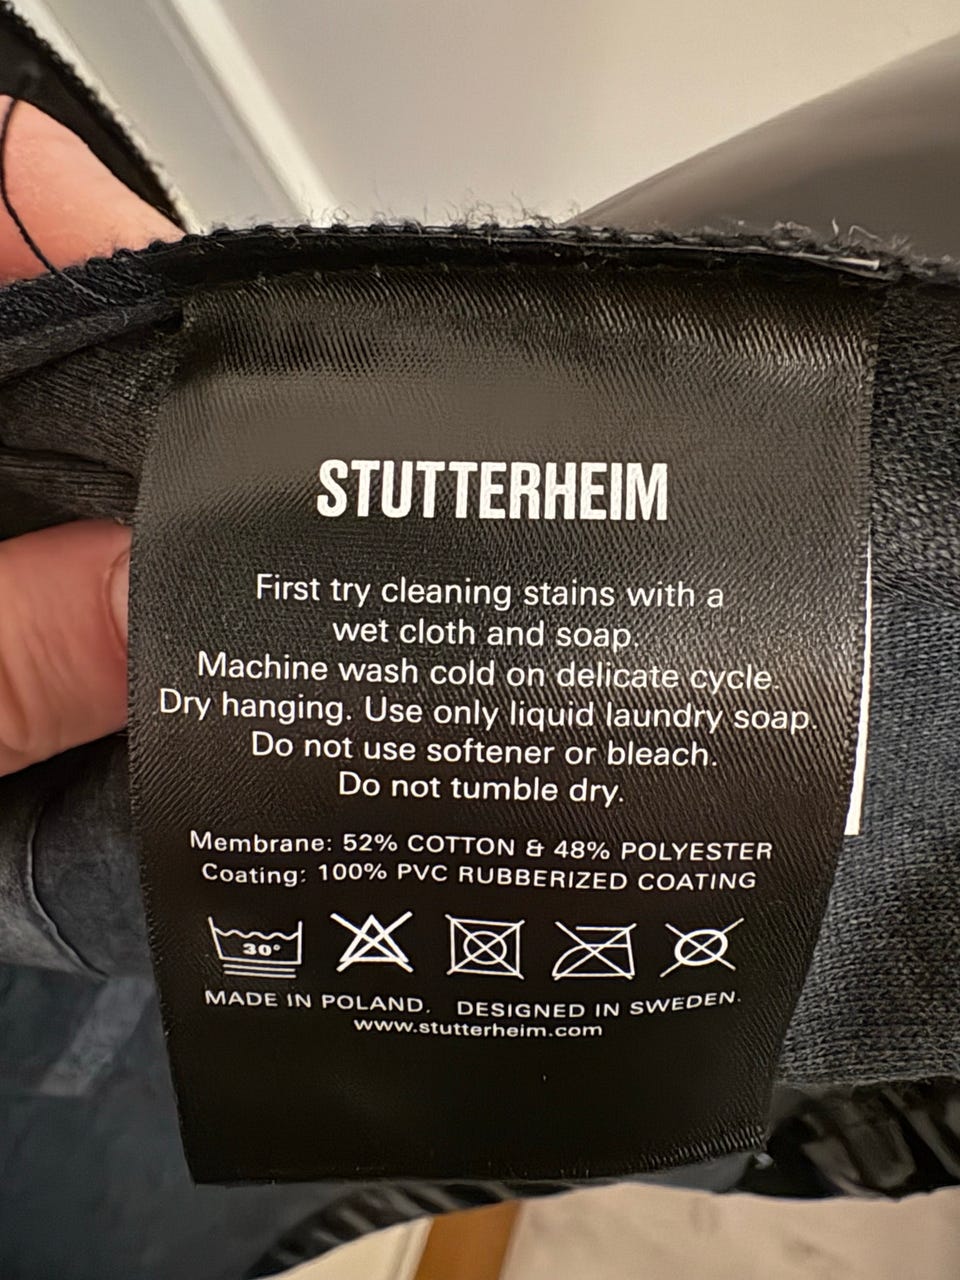 STUTTERHEIM
First try cleaning stains with a
wet cloth and soap.
Machine wash cold on delicate cycle.
Dry hanging. Use only liquid laundry soap.
Do not use softener or bleach.
Do not tumble dry.
Membrane: 52% COTTON & 48% POLYESTER
Coating: 100% PVC RUBBERIZED COATING
30°
MADE IN POLAND. DESIGNED IN SWEDEN.
www.stutterheim.com